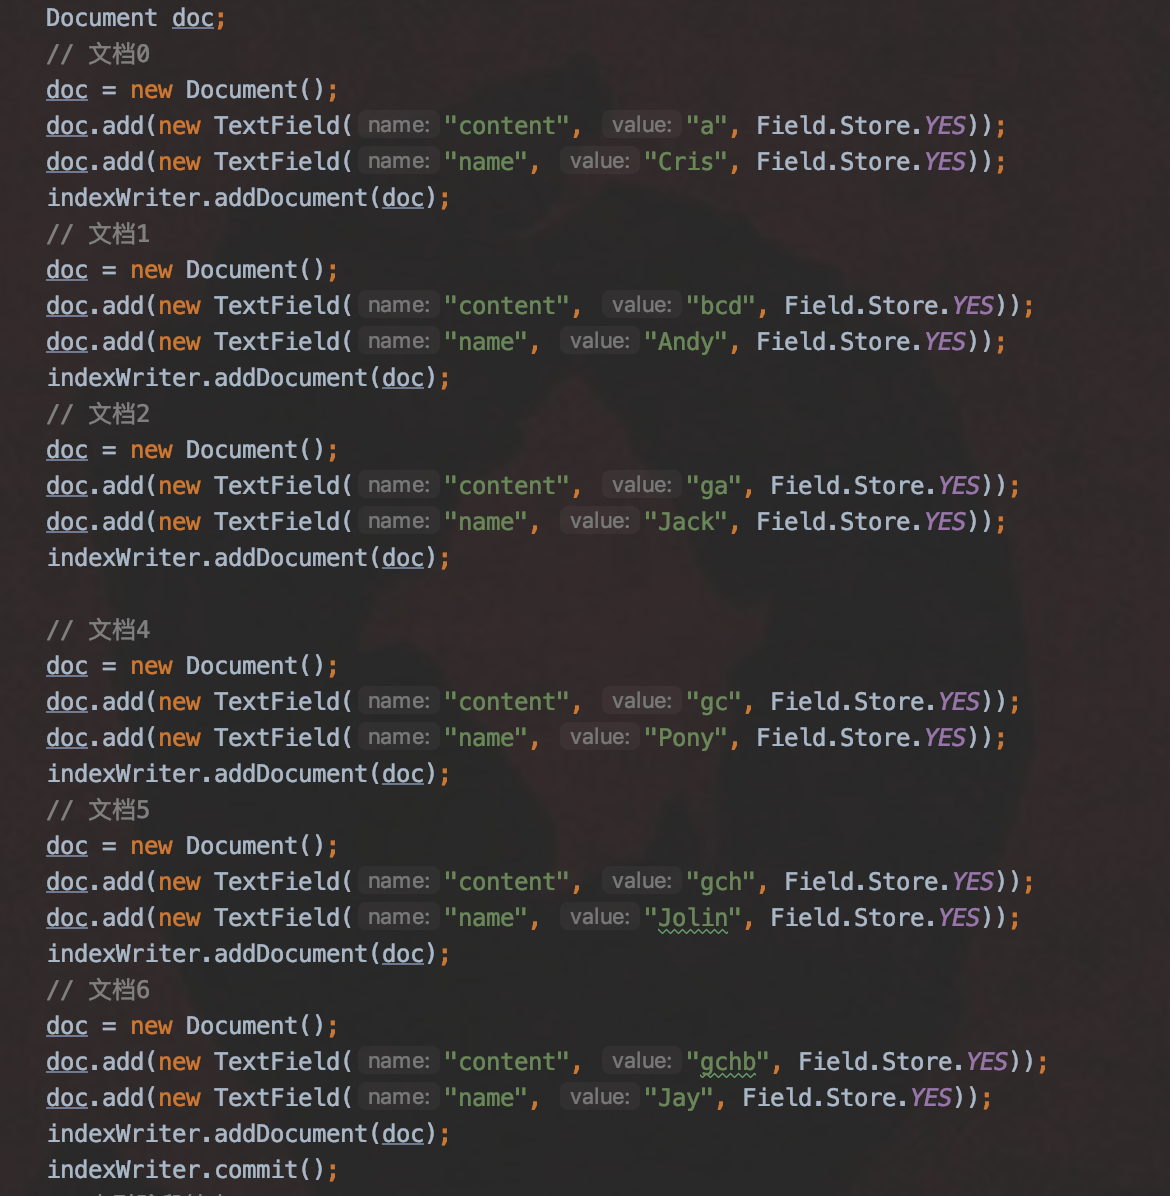 Document doc;
// 文档0
doc = new Document();
doc.add(new TextField( name: "content", value: "a", Field.Store.YES));
doc.add(new TextField( name: "name", value: "Cris", Field.Store.YES));
indexWriter.addDocument(doc);
// 文档1
doc = new Document();
doc.add(new TextField( name: "content", value: "bcd", Field.Store.YES));
doc.add(new TextField( name: "name", value: "Andy", Field.Store.YES));
indexWriter.addDocument(doc);
// 文档2
doc = new Document();
doc.add(new TextField( name: "content", value: "ga", Field.Store.YES));
doc.add(new TextField( name: "name", value: "Jack", Field.Store.YES));
indexWriter.addDocument(doc);
// 文档4
doc = new Document();
doc.add(new TextField( name: "content", value: "gc", Field.Store.YES));
doc.add(new TextField( name: "name", value: "Pony", Field.Store.YES));
indexWriter.addDocument(doc);
// 文档5
doc = new Document();
doc.add(new TextField( name: "content", value: "gch", Field.Store.YES));
doc.add(new TextField( name: "name", value: "Jolin", Field.Store.YES));
indexWriter.addDocument(doc);
// 文档6
doc = new Document();
doc.add(new TextField( name: "content", value: "gchb", Field.Store.YES));
doc.add(new TextField( name: "name", value: "Jay", Field.Store.YES));
indexWriter.addDocument(doc);
indexWriter.commit();